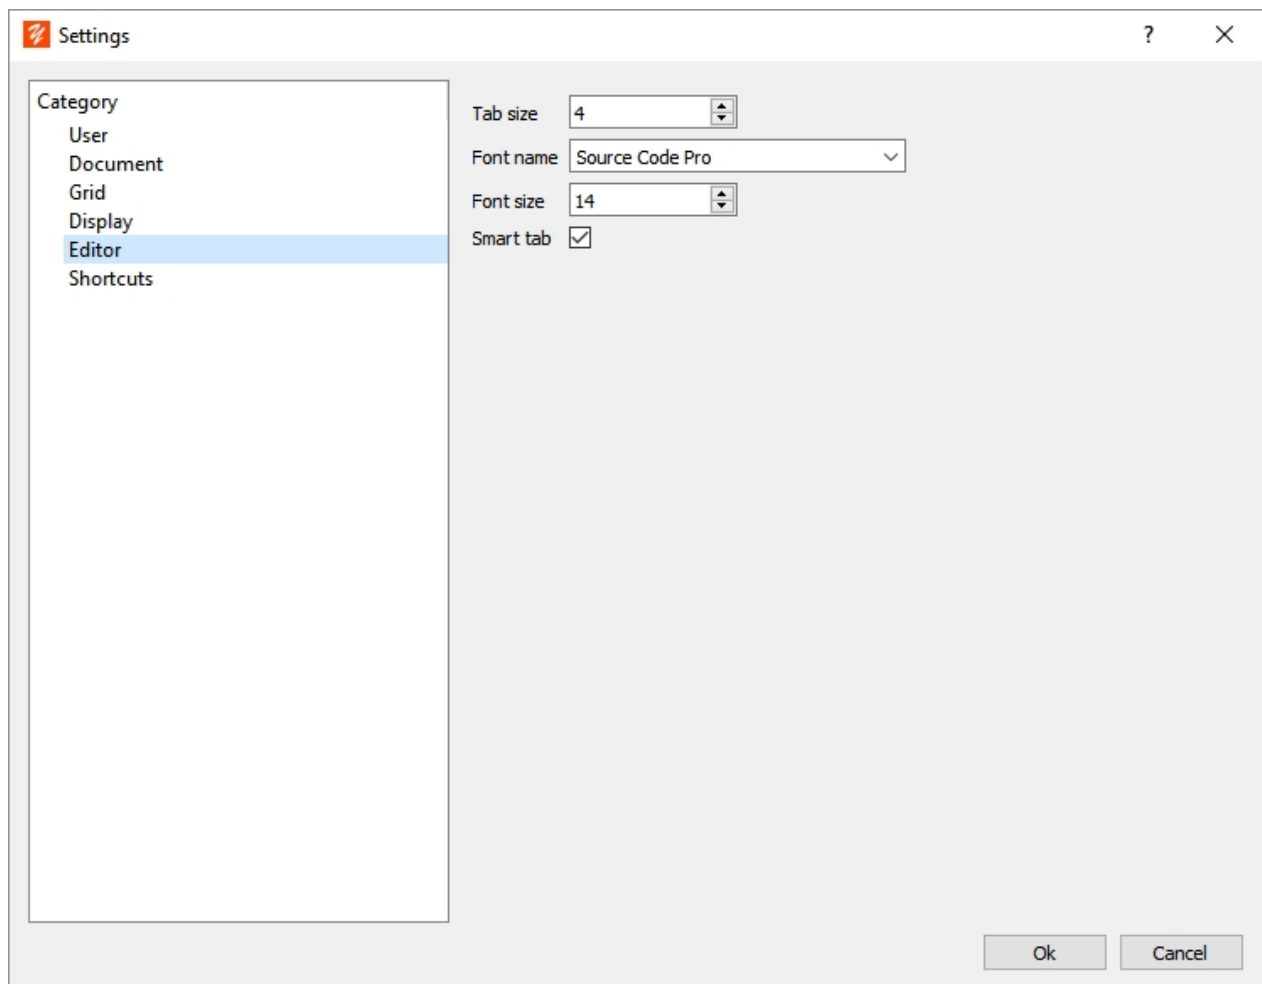 Settings
?
Category
User
Document
Grid
Display
Editor
Shortcuts
Tab size 4
Font name Source Code Pro
Font size 14
Smart tab
Ok Cancel